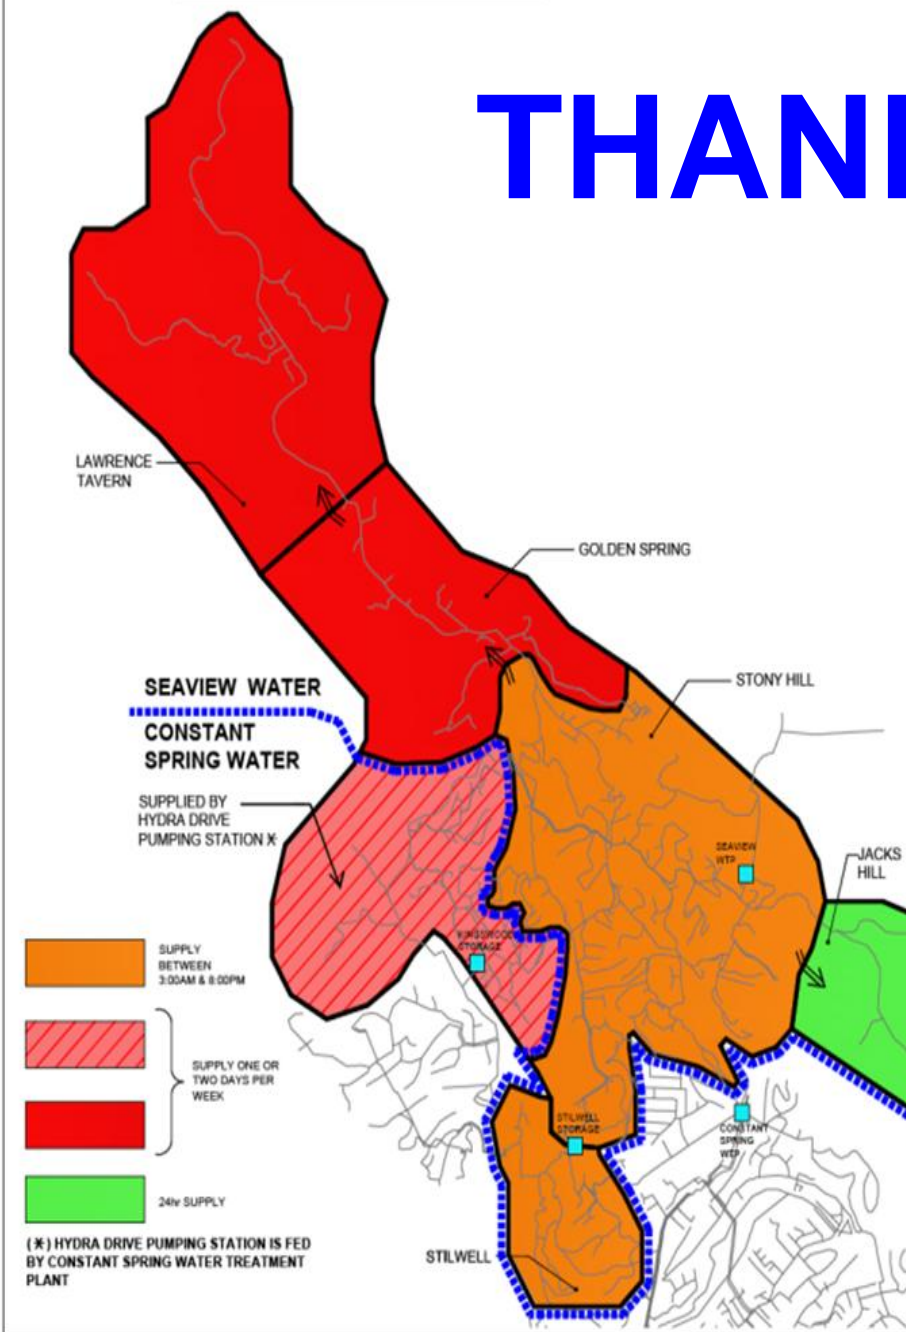 THAN
LAWRENCE
TAVERN
GOLDEN SPRING
SEAVIEW WATER
CONSTANT
SPRING WATER
STONY HILL
SUPPLIED BY
HYDRA DRIVE
PUMPING STATION Ж
SEAVIEW
WTP
JACKS
HILL
KINGSWOOD
STORAGE
SUPPLY
BETWEEN
3:00AM & 8:00PM
SUPPLY ONE OR
TWO DAYS PER
WEEK
STILWELL
STORAGE
CONSTANT
SPRING
WTP
24hr SUPPLY
(Ж) HYDRA DRIVE PUMPING STATION IS FED
BY CONSTANT SPRING WATER TREATMENT
PLANT
STILWELL